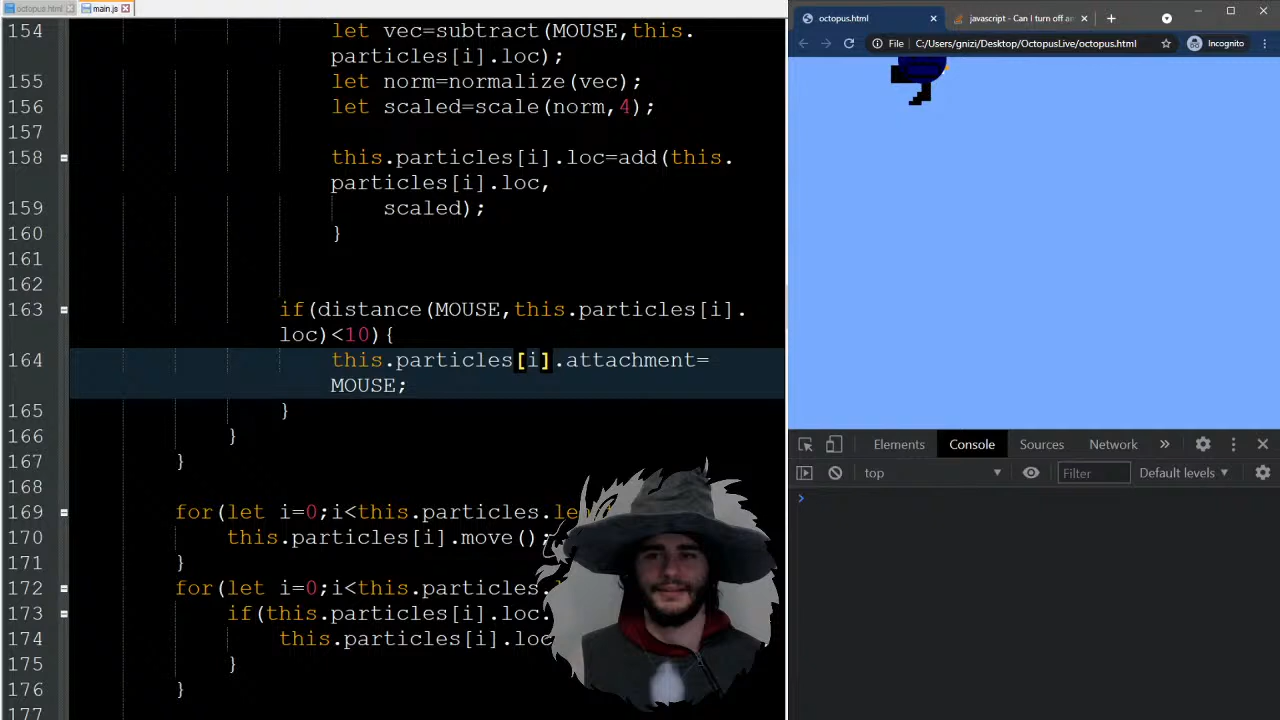 octopus.html
main.js
154 let vec=subtract(MOUSE,this.
particles[i].loc);
155 let norm=normalize(vec);
156 let scaled=scale(norm,4);
157
158 this.particles[i].loc=add(this.
particles[i].loc,
159 scaled);
160 }
161
162
163 if(distance(MOUSE,this.particles[i].
loc)<10){
164 this.particles[i].attachment=
MOUSE;
165 }
166 }
167 }
168
169 for(let i=0;i<this.particles.
170 this.particles[i].move();
171 }
172 for(let i=0;i<this.particles.
173 if(this.particles[i].loc.
174 this.particles[i].loc
175 }
176 }
177
octopus.html
javascript - Can I turn off an
File C:/Users/gnizi/Desktop/OctopusLive/octopus.html Incognito
Elements Console Sources Network
top Filter Default levels